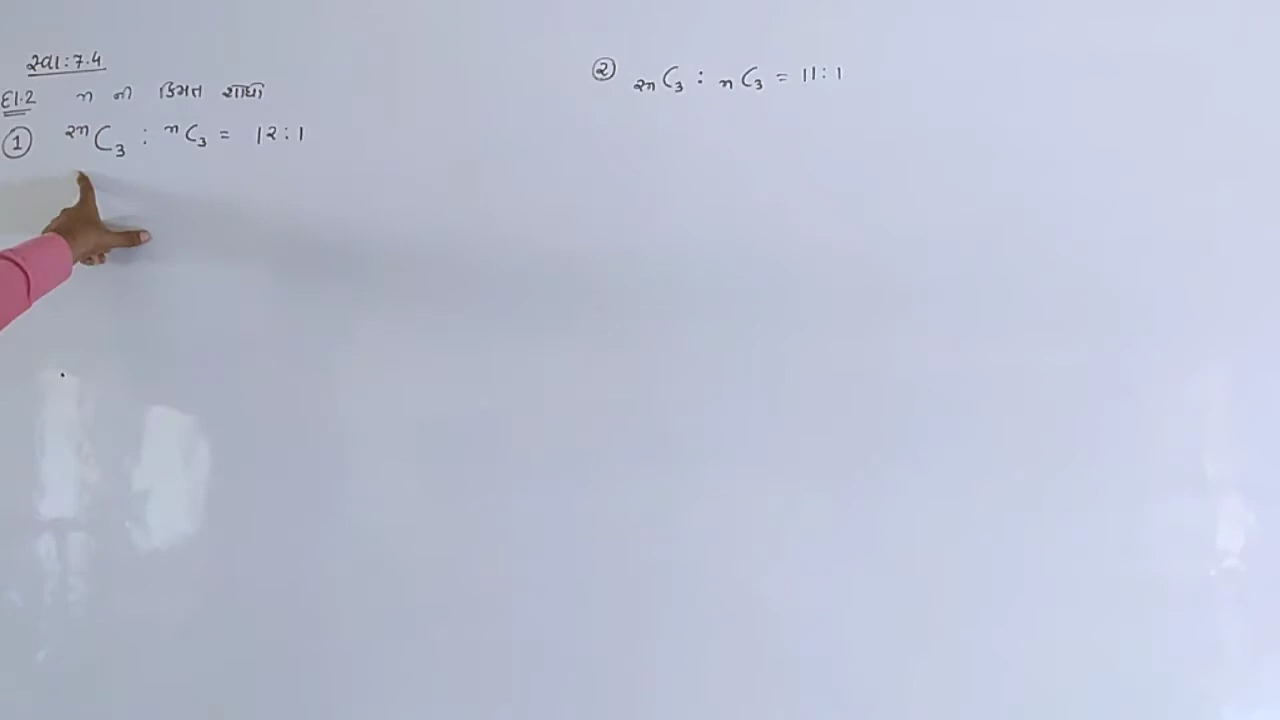 સ્વા : 7.4
દા.2 n ની કિંમત શોધો
① ²ⁿC₃ : ⁿC₃ = 12 : 1
② ₂ₙC₃ : ₙC₃ = 11 : 1